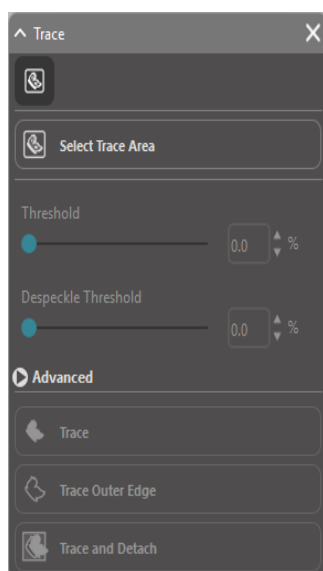 Trace
Select Trace Area
Threshold
0.0 %
Despeckle Threshold
0.0 %
Advanced
Trace
Trace Outer Edge
Trace and Detach